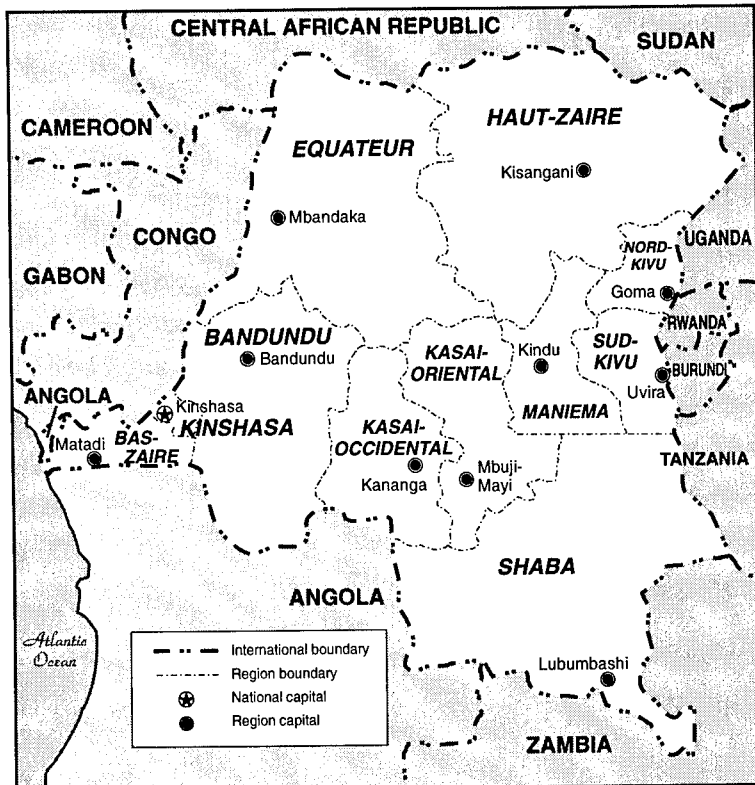 CENTRAL AFRICAN REPUBLIC
SUDAN
CAMEROON
HAUT-ZAIRE
EQUATEUR
Kisangani
Mbandaka
CONGO
NORD-
KIVU
UGANDA
GABON
Goma
RWANDA
BANDUNDU
Bandundu
KASAI-
ORIENTAL
Kindu
SUD-
KIVU
BURUNDI
Uvira
ANGOLA
Kinshasa
KINSHASA
MANIEMA
BAS-
ZAIRE
Matadi
KASAI-
OCCIDENTAL
Kananga
Mbuji-
Mayi
TANZANIA
SHABA
ANGOLA
Atlantic
Ocean
International boundary
Region boundary
National capital
Region capital
Lubumbashi
ZAMBIA